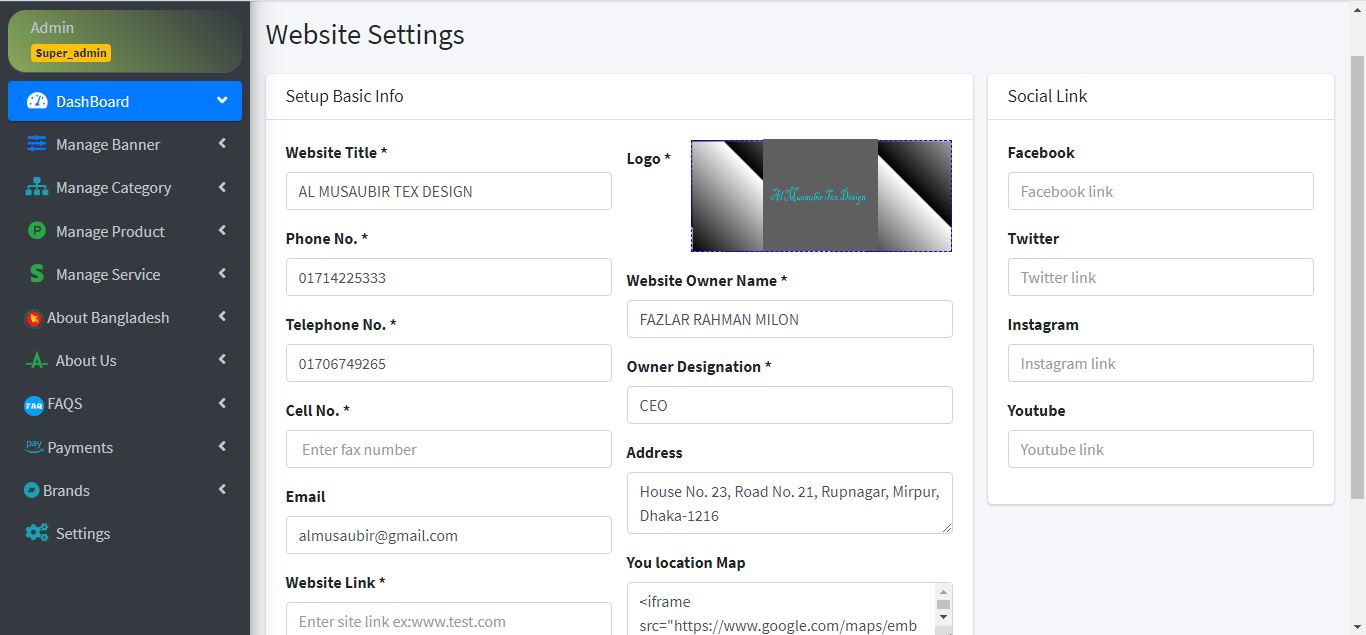 Admin
Super_admin
DashBoard
Manage Banner
Manage Category
Manage Product
Manage Service
About Bangladesh
About Us
FAQ
FAQS
pay
Payments
Brands
Settings
Website Settings
Setup Basic Info
Website Title *
AL MUSAUBIR TEX DESIGN
Phone No. *
01714225333
Telephone No. *
01706749265
Cell No. *
Enter fax number
Email
almusaubir@gmail.com
Website Link *
Enter site link ex:www.test.com
Logo *
Al Musaubir Tex Design
Website Owner Name *
FAZLAR RAHMAN MILON
Owner Designation *
CEO
Address
House No. 23, Road No. 21, Rupnagar, Mirpur,
Dhaka-1216
You location Map
<iframe
src="https://www.google.com/maps/emb
Social Link
Facebook
Facebook link
Twitter
Twitter link
Instagram
Instagram link
Youtube
Youtube link